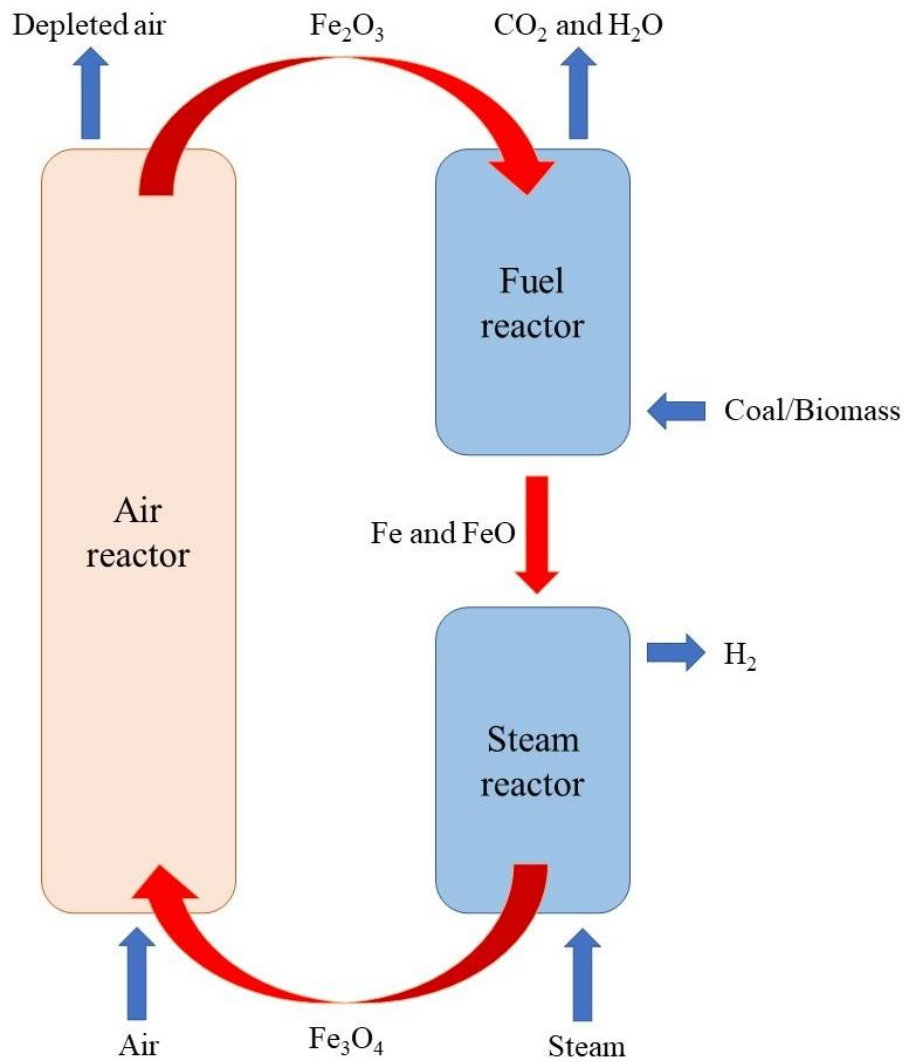 Depleted air
Fe₂O₃
CO₂ and H₂O
Fuel
reactor
Coal/Biomass
Air
reactor
Fe and FeO
H₂
Steam
reactor
Air
Fe₃O₄
Steam